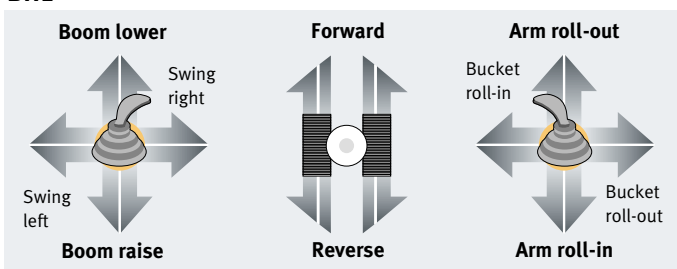 Boom lower
Swing
right
Swing
left
Boom raise
Forward
Reverse
Arm roll-out
Bucket
roll-in
Bucket
roll-out
Arm roll-in